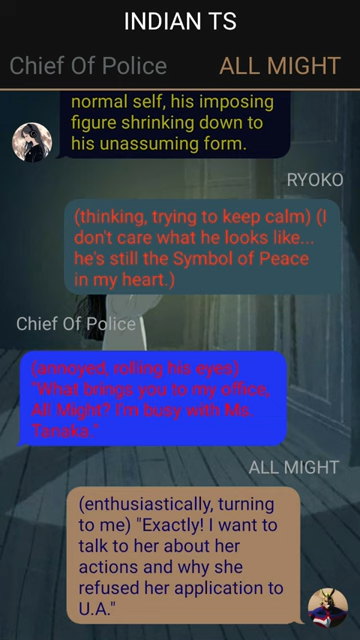 INDIAN TS
Chief Of Police ALL MIGHT
normal self, his imposing
figure shrinking down to
his unassuming form.
RYOKO
(thinking, trying to keep calm) (I
don't care what he looks like...
he's still the Symbol of Peace
in my heart.)
Chief Of Police
(annoyed, rolling his eyes)
"What brings you to my office,
All Might? I'm busy with Ms.
Tanaka."
ALL MIGHT
(enthusiastically, turning
to me) "Exactly! I want to
talk to her about her
actions and why she
refused her application to
U.A."